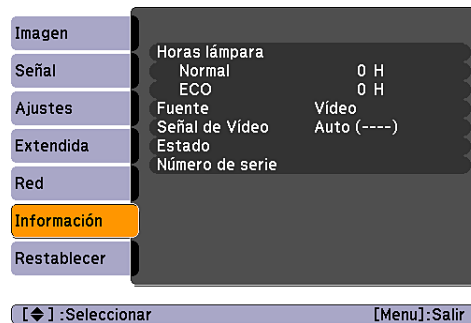 Imagen
Señal
Ajustes
Extendida
Red
Información
Restablecer
Horas lámpara
Normal 0 H
ECO 0 H
Fuente Vídeo
Señal de Vídeo Auto (----)
Estado
Número de serie
[◆] :Seleccionar [Menu]:Salir